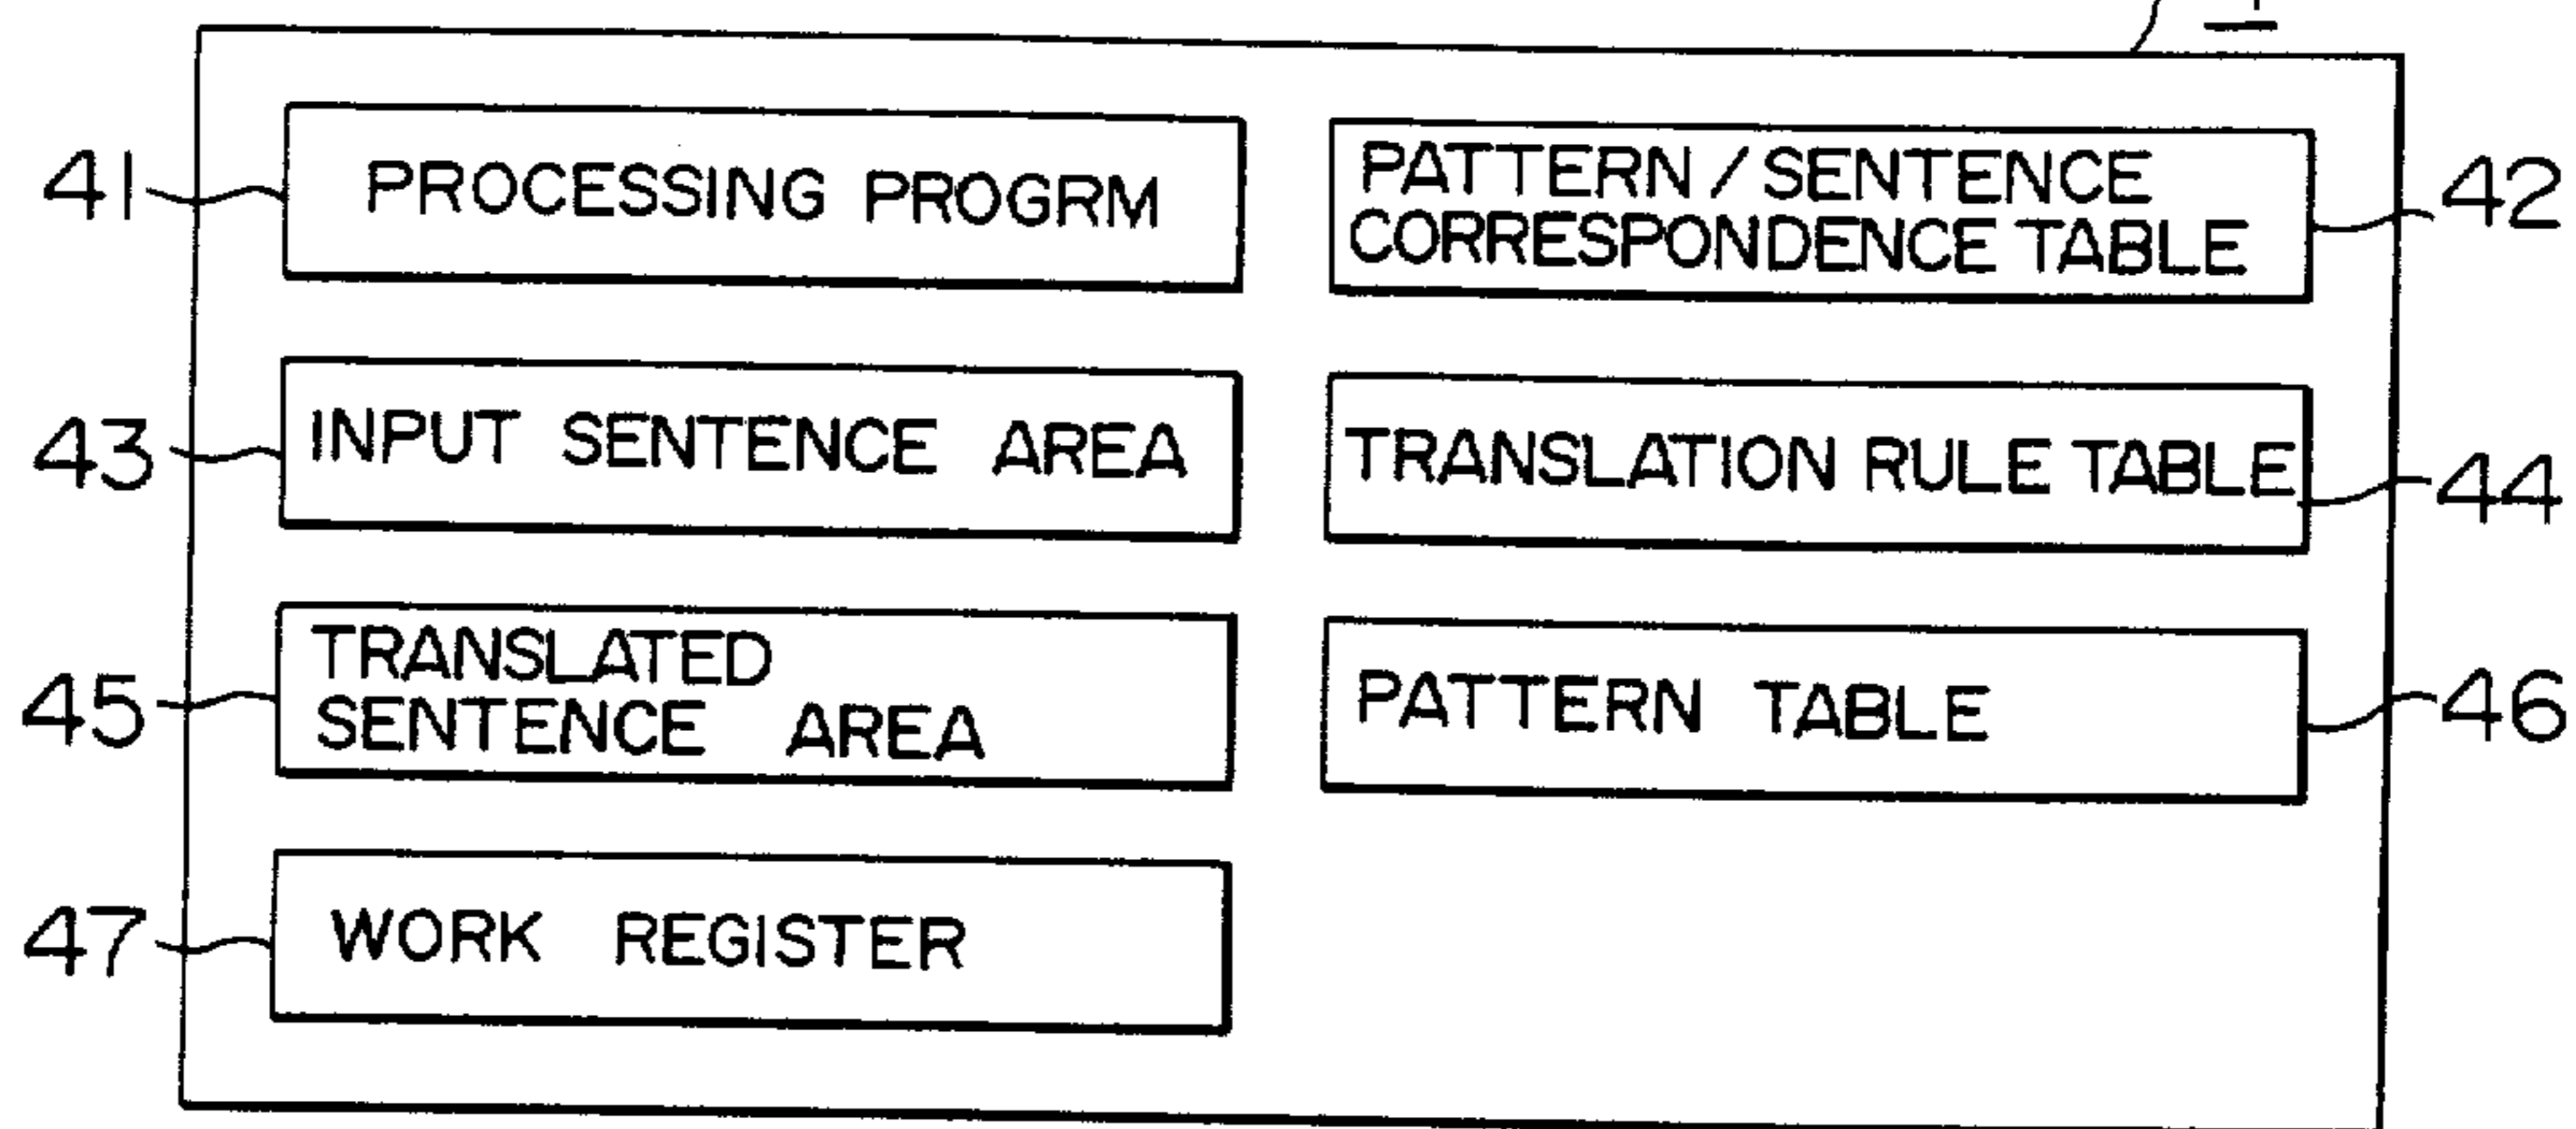 41 PROCESSING PROGRM
PATTERN/SENTENCE
CORRESPONDENCE TABLE 42
43 INPUT SENTENCE AREA
TRANSLATION RULE TABLE 44
45 TRANSLATED
SENTENCE AREA
PATTERN TABLE 46
47 WORK REGISTER